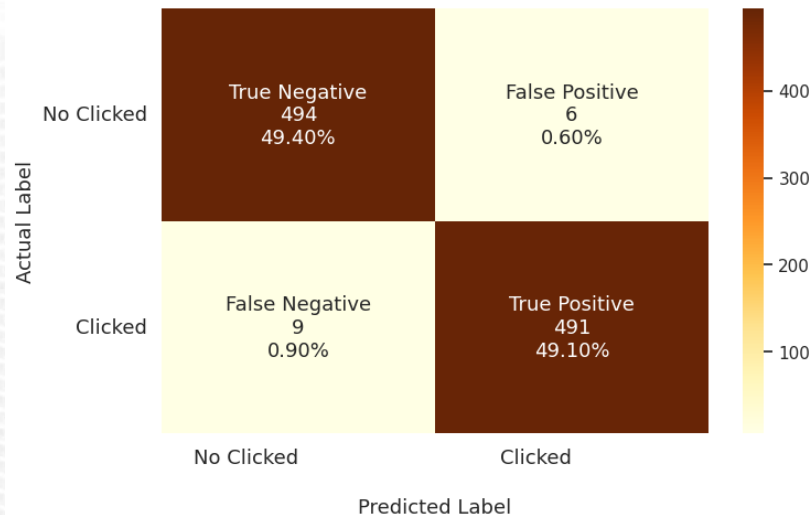 True Negative
494
49.40%
False Positive
6
0.60%
No Clicked
400
300
200
100
Actual Label
False Negative
9
0.90%
True Positive
491
49.10%
Clicked
No Clicked
Clicked
Predicted Label